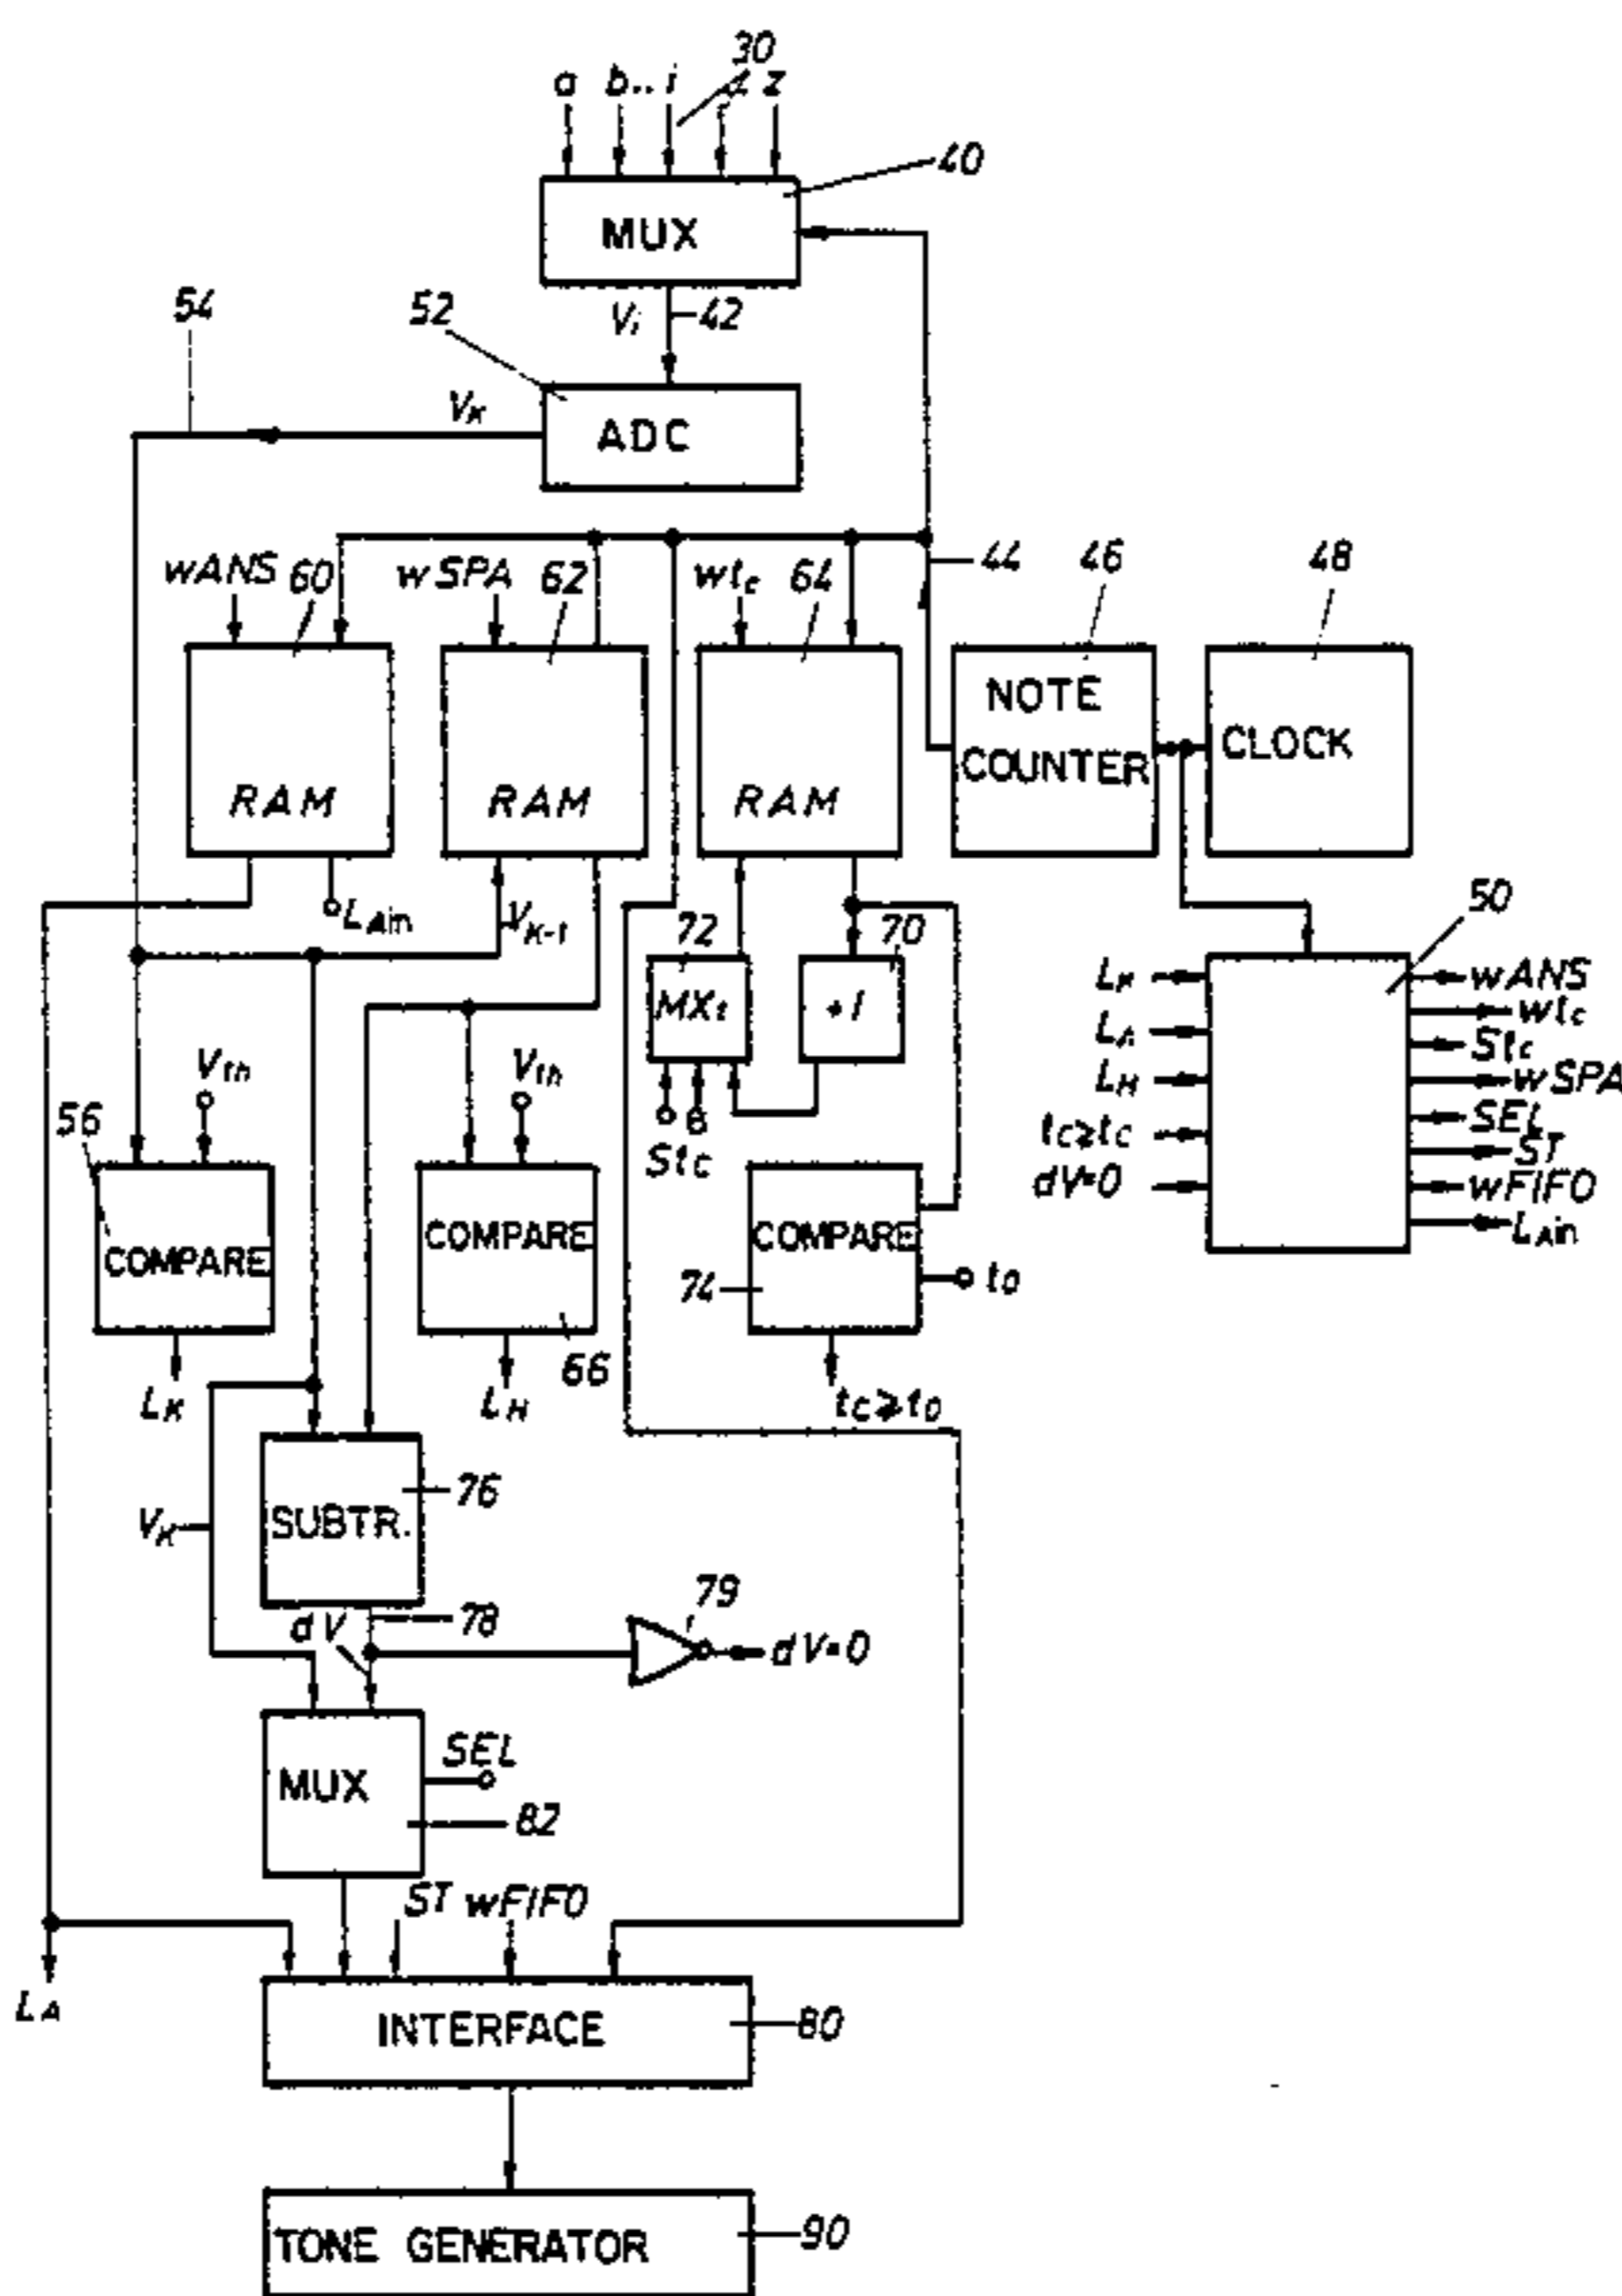 30
a b.. i z
40
MUX
54
52
Vi
42
VK
ADC
wANS 60
wSPA 62
wtc 64
44
46
48
NOTE
COUNTER
CLOCK
RAM
RAM
RAM
LAin
VK-1
72
70
50
MXt
+1
LK
LA
LH
tc≥tc
dV=0
wANS
wtc
Stc
wSPA
SEL
ST
wFIFO
LAin
Vth
Vth
56
Stc
COMPARE
COMPARE
COMPARE
74
t0
66
LK
LH
tc≥t0
76
VK
SUBTR.
79
dV
78
dV=0
SEL
MUX
82
ST wFIFO
LA
INTERFACE
80
TONE GENERATOR
90